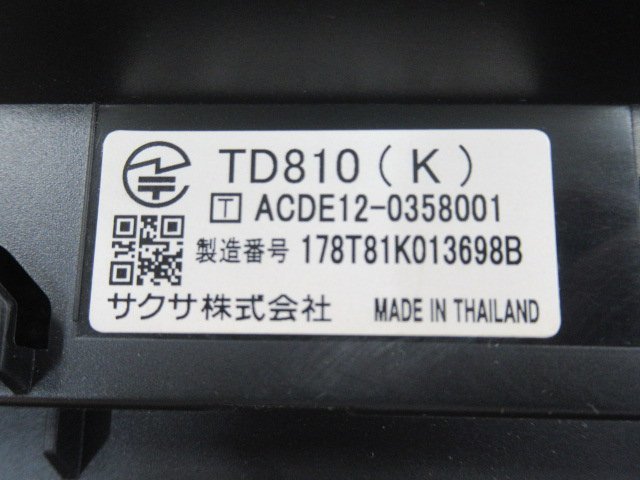 TD810(K)
T ACDE12-0358001
製造番号 178T81K013698B
サクサ株式会社 MADE IN THAILAND